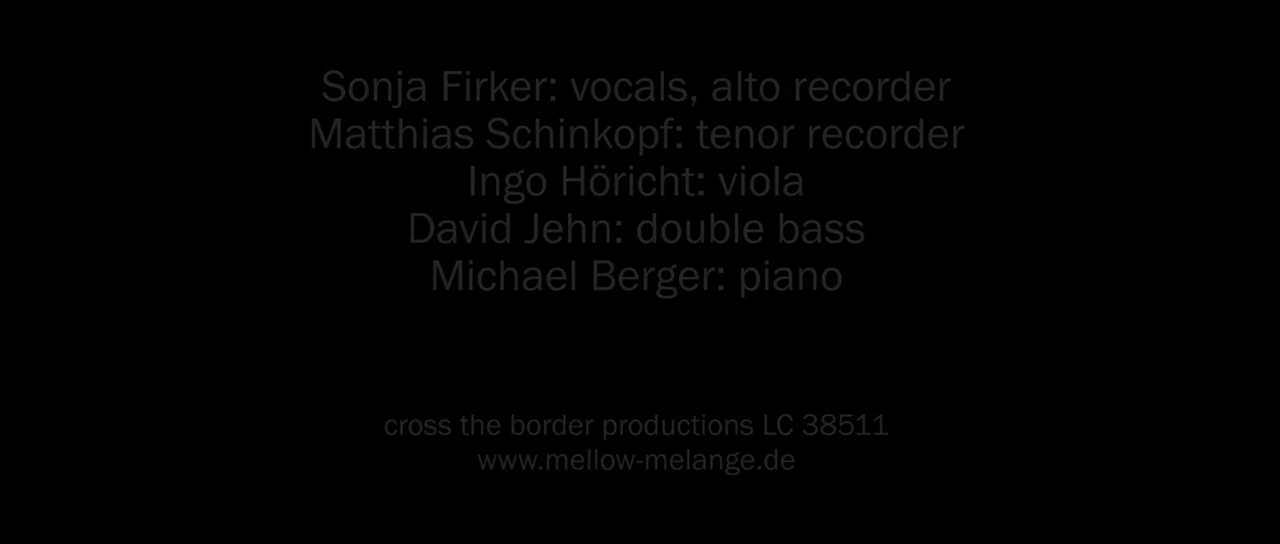 Sonja Firker: vocals, alto recorder
Matthias Schinkopf: tenor recorder
Ingo Höricht: viola
David Jehn: double bass
Michael Berger: piano
cross the border productions LC 38511
www.mellow-melange.de